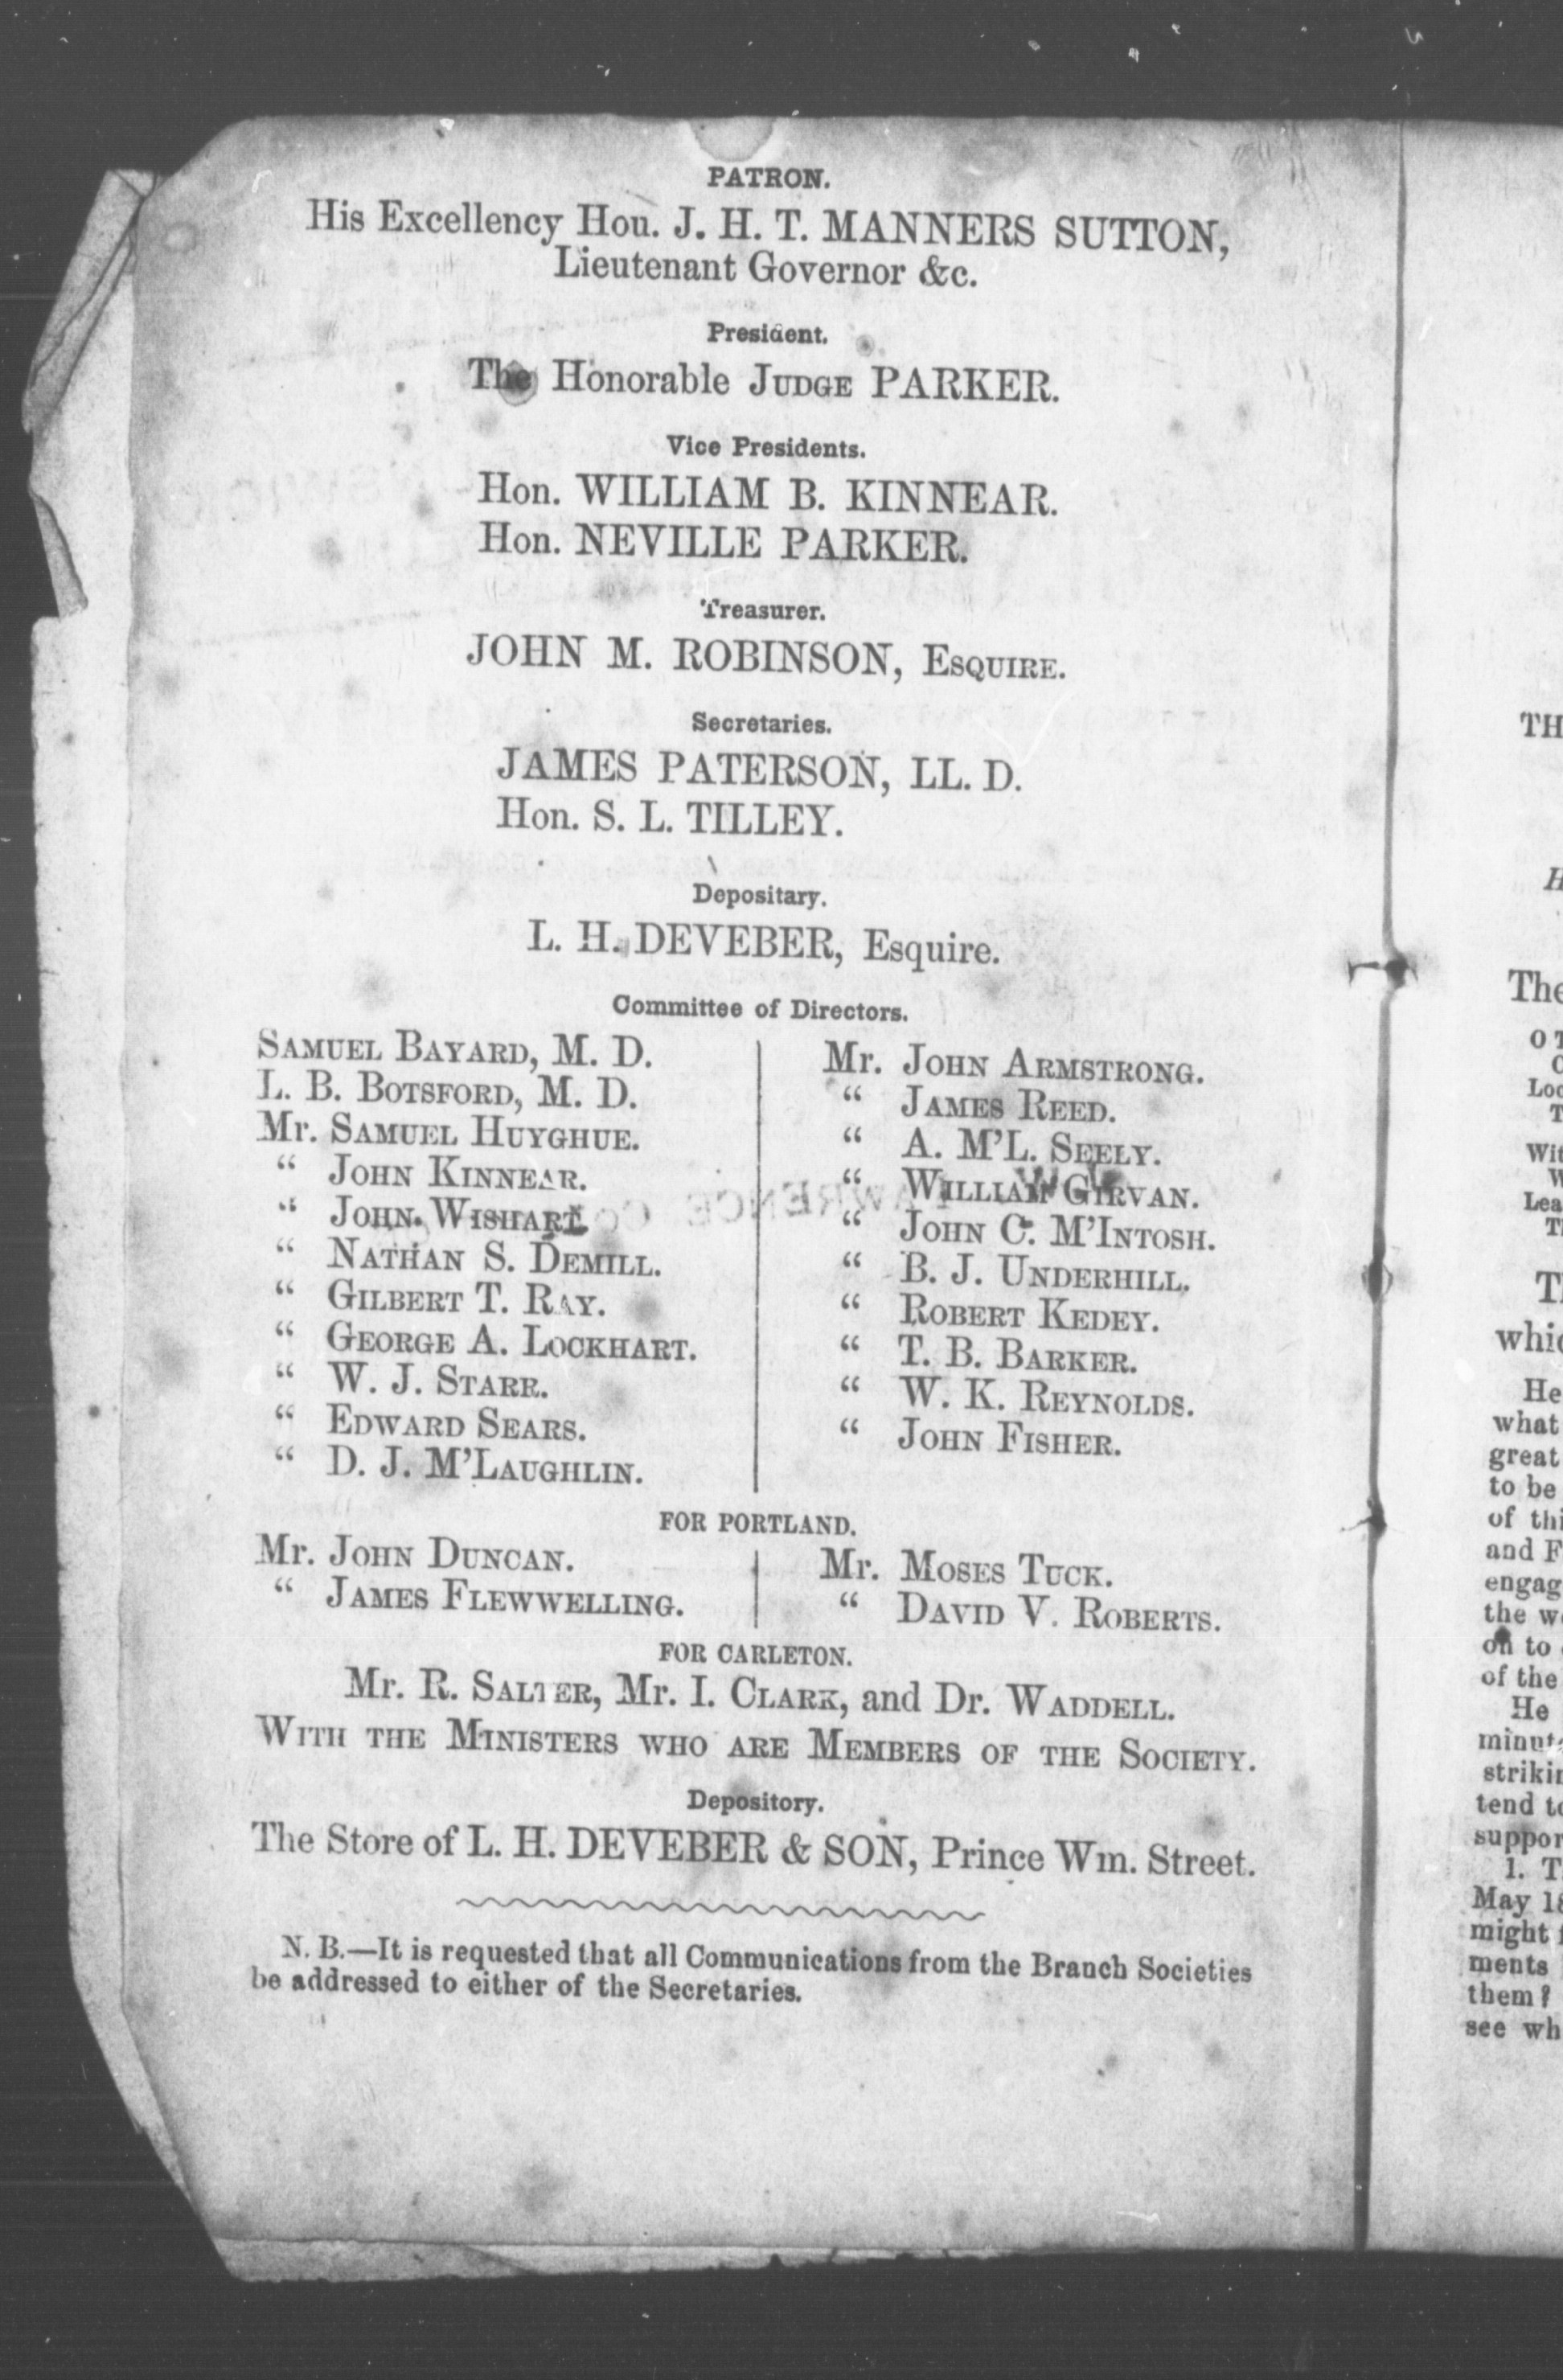 PATRON.
His Excellency Hon. J. H. T. MANNERS SUTTON,
Lieutenant Governor &c.
President.
The Honorable JUDGE PARKER.
Vice Presidents.
Hon. WILLIAM B. KINNEAR.
Hon. NEVILLE PARKER.
Treasurer.
JOHN M. ROBINSON, ESQUIRE.
Secretaries.
JAMES PATERSON, LL. D.
Hon. S. L. TILLEY.
Depositary.
L. H. DEVEBER, Esquire.
Committee of Directors.
SAMUEL BAYARD, M. D.
L. B. BOTSFORD, M. D.
Mr. SAMUEL HUYGHUE.
“ JOHN KINNEAR.
“ JOHN WISHART
“ NATHAN S. DEMILL.
“ GILBERT T. RAY.
“ GEORGE A. LOCKHART.
“ W. J. STARR.
“ EDWARD SEARS.
“ D. J. M’LAUGHLIN.
Mr. JOHN ARMSTRONG.
“ JAMES REED.
“ A. M’L. SEELY.
“ WILLIAM GIRVAN.
“ JOHN C. M’INTOSH.
“ B. J. UNDERHILL.
“ ROBERT KEDEY.
“ T. B. BARKER.
“ W. K. REYNOLDS.
“ JOHN FISHER.
FOR PORTLAND.
Mr. JOHN DUNCAN.
“ JAMES FLEWWELLING.
Mr. MOSES TUCK.
“ DAVID V. ROBERTS.
FOR CARLETON.
Mr. R. SALTER, Mr. I. CLARK, and Dr. WADDELL.
WITH THE MINISTERS WHO ARE MEMBERS OF THE SOCIETY.
Depository.
The Store of L. H. DEVEBER & SON, Prince Wm. Street.
N. B.—It is requested that all Communications from the Branch Societies
be addressed to either of the Secretaries.
TH
H
The
O T
C
Loc
T
Wit
W
Lea
Th
Th
whic
He
what
great
to be
of thi
and F
engag
the w
on to
of the
He
minut
strikin
tend to
suppor
1. T
May 18
might
ments
them?
see wh